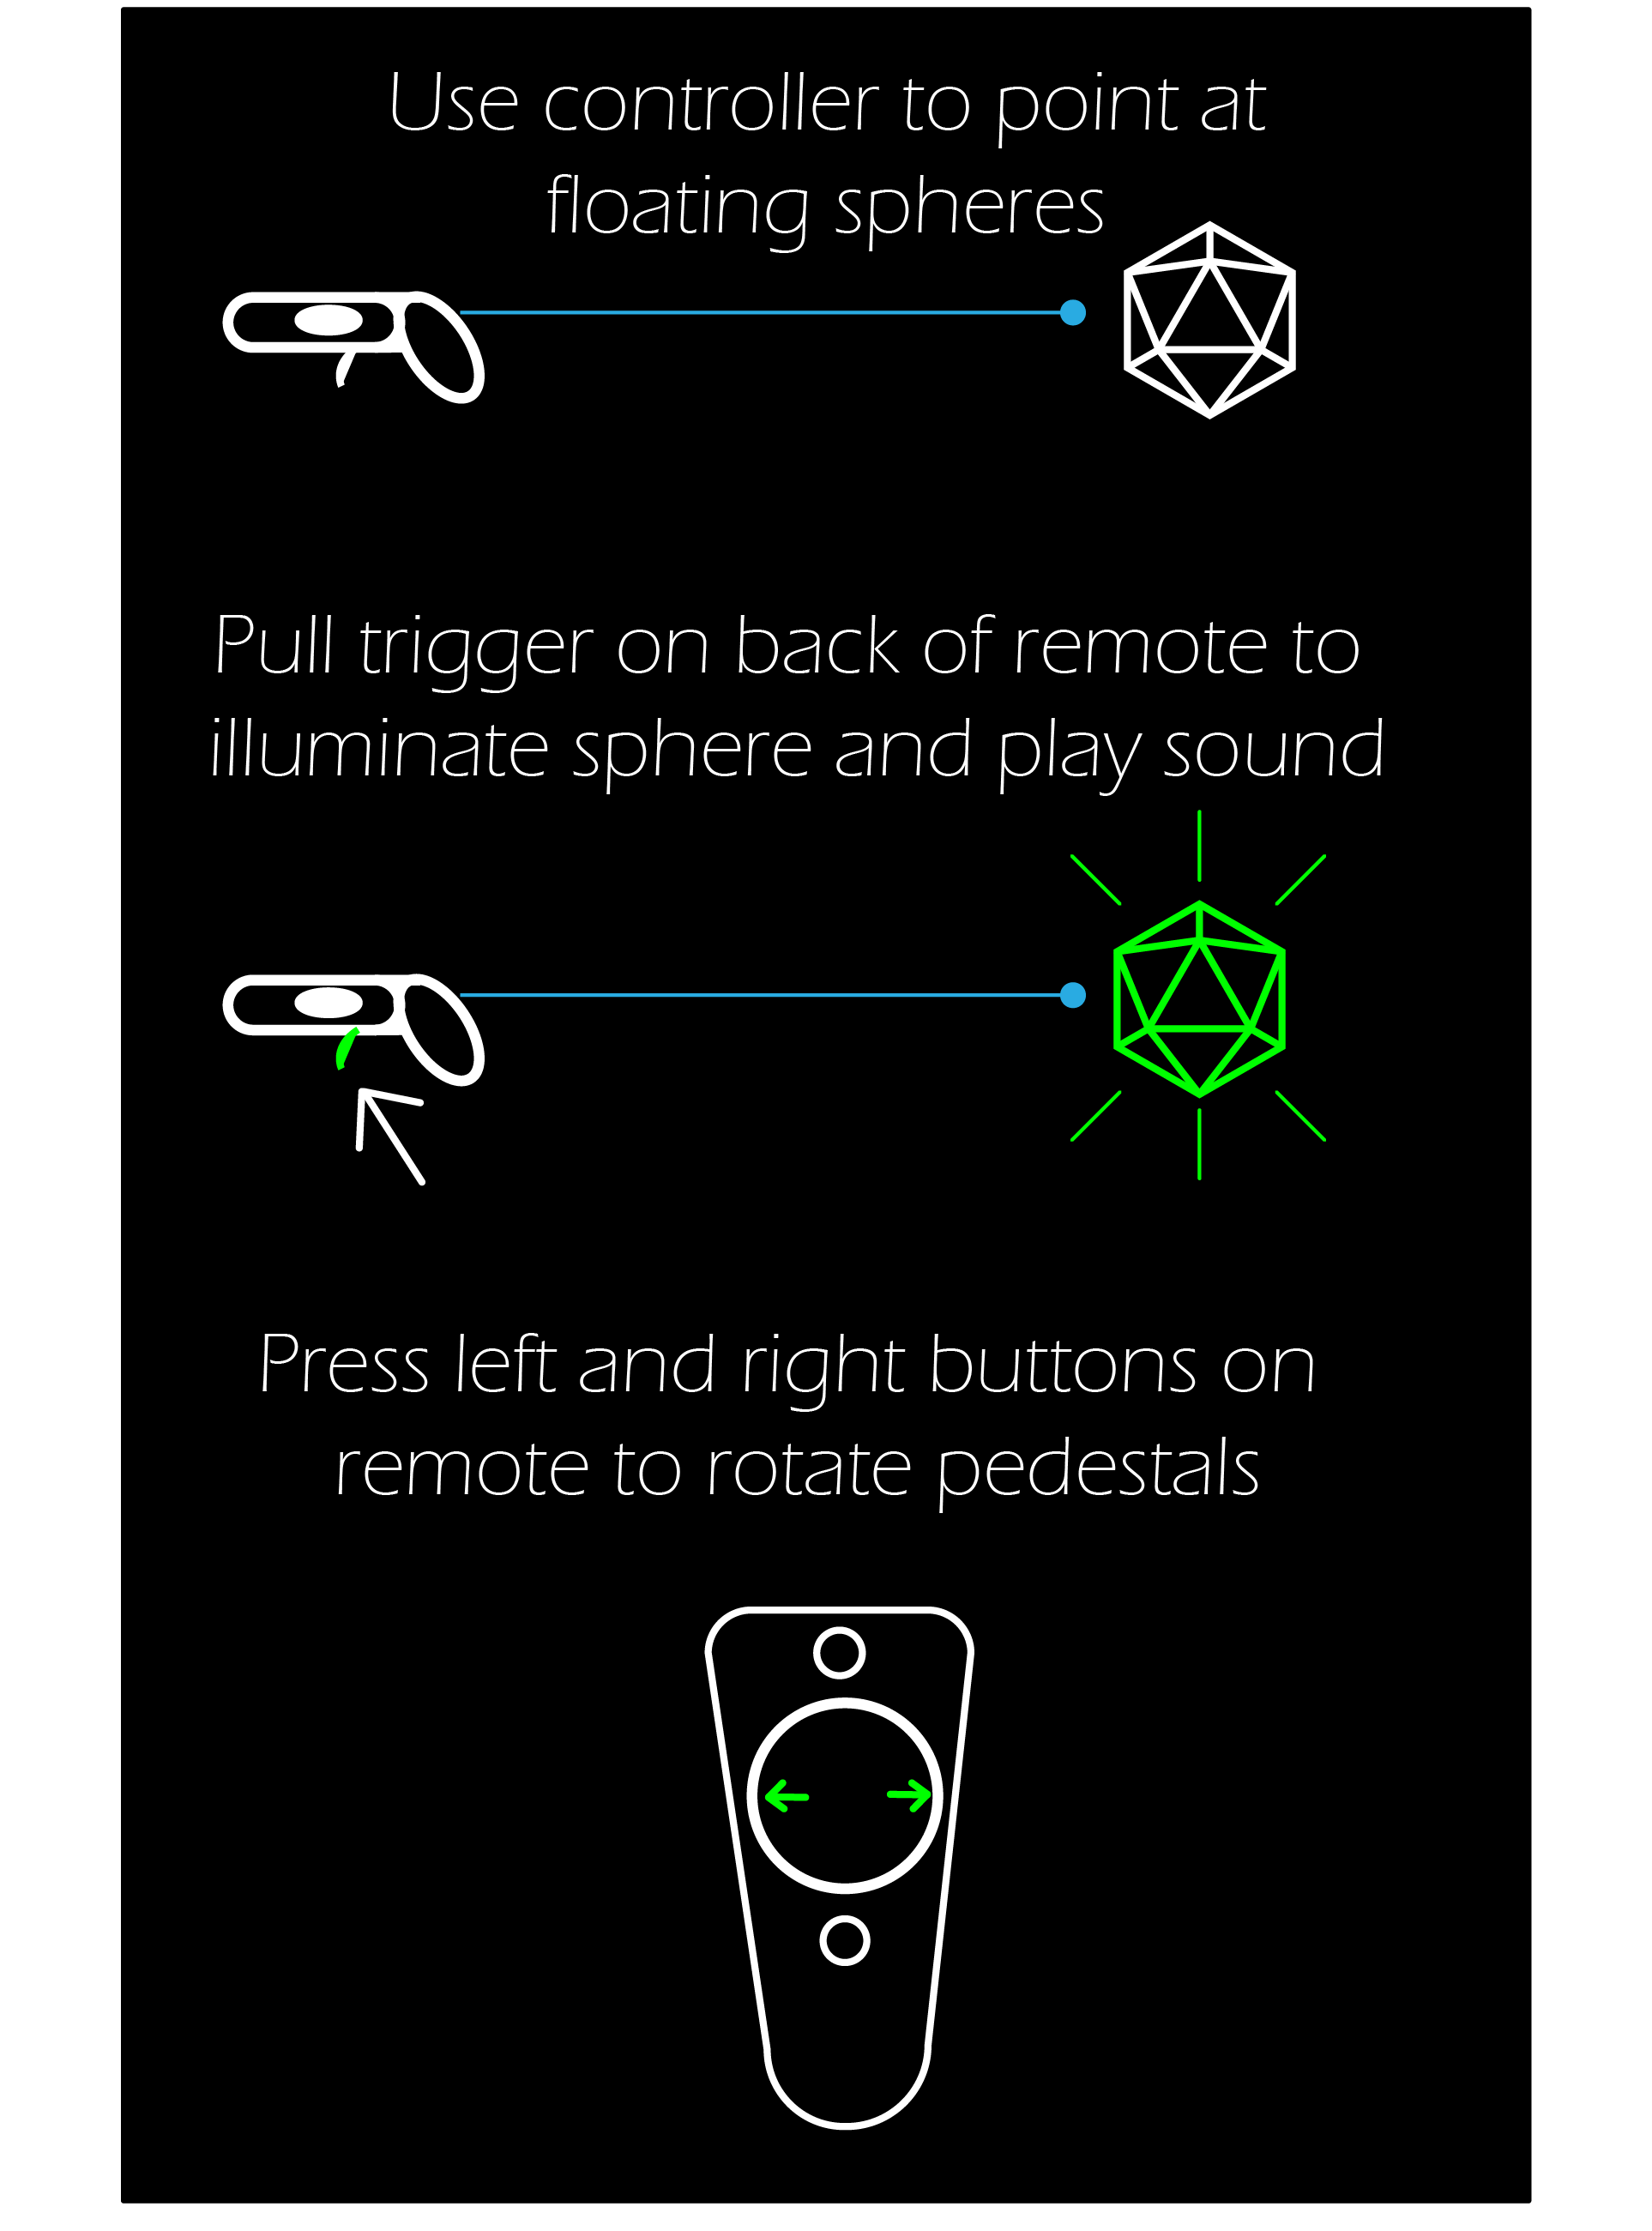 Use controller to point at
floating spheres
Pull trigger on back of remote to
illuminate sphere and play sound
Press left and right buttons on
remote to rotate pedestals